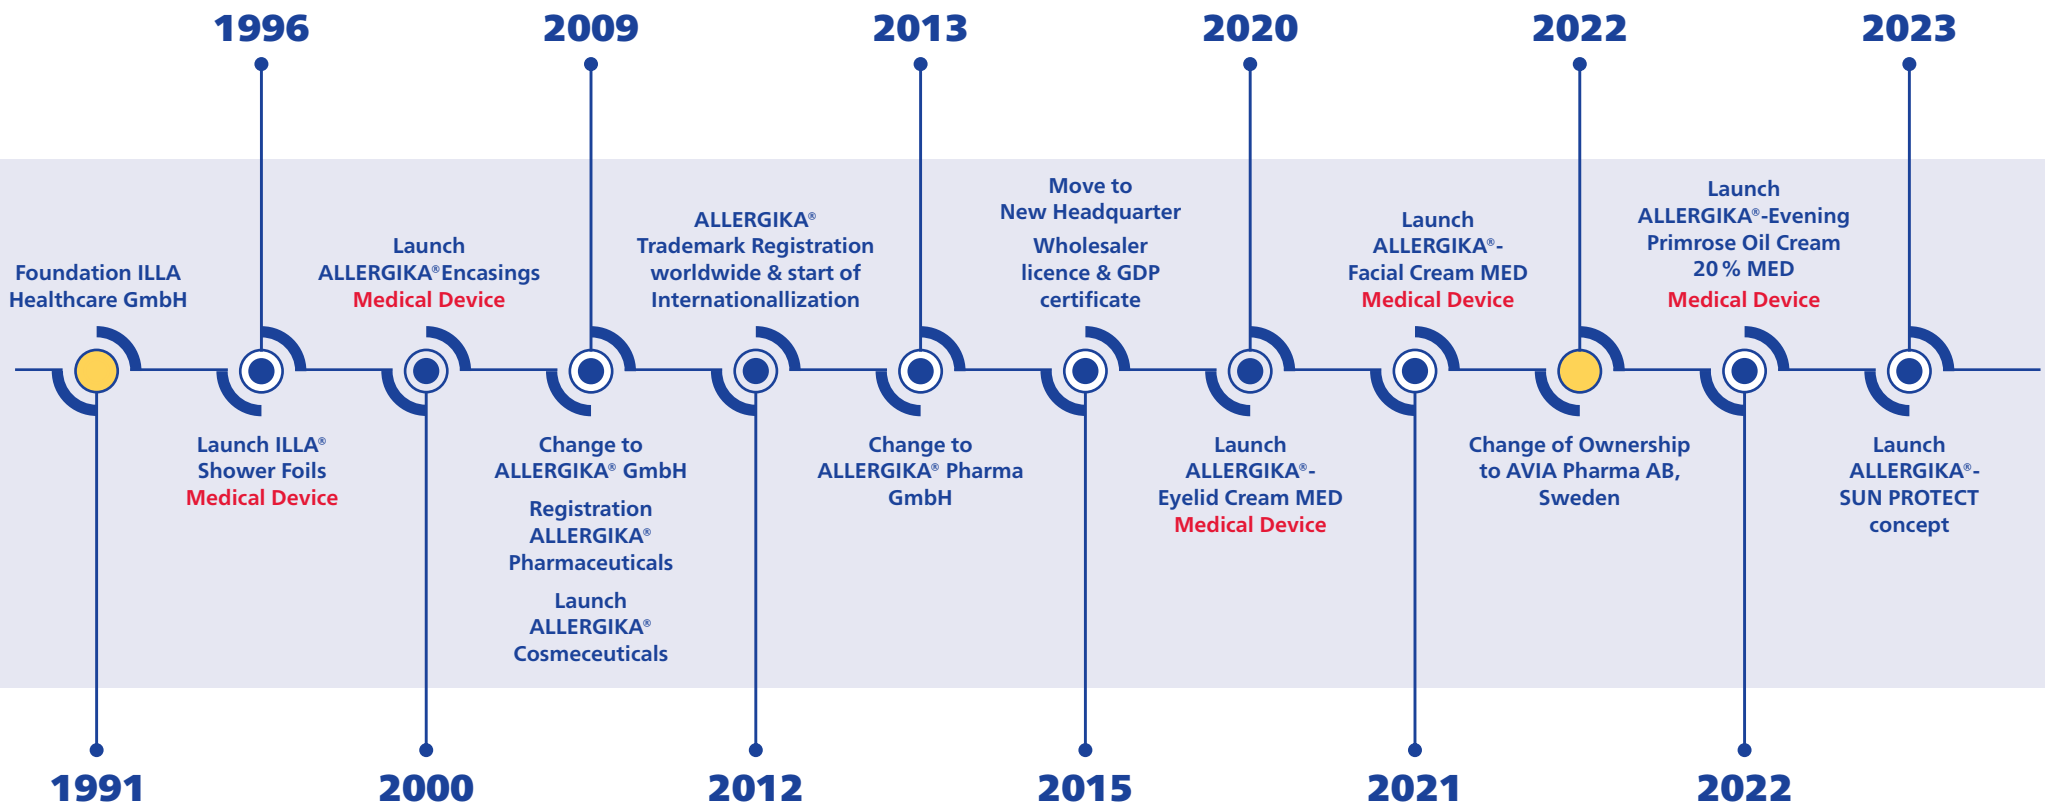 1996
2009
2013
2020
2022
2023
Foundation ILLA
Healthcare GmbH
Launch
ALLERGIKA® Encasings
Medical Device
ALLERGIKA®
Trademark Registration
worldwide & start of
Internationallization
Move to
New Headquarter
Wholesaler
licence & GDP
certificate
Launch
ALLERGIKA®-
Facial Cream MED
Medical Device
Launch
ALLERGIKA®-Evening
Primrose Oil Cream
20 % MED
Medical Device
Launch ILLA®
Shower Foils
Medical Device
Change to
ALLERGIKA® GmbH
Registration
ALLERGIKA®
Pharmaceuticals
Launch
ALLERGIKA®
Cosmeceuticals
Change to
ALLERGIKA® Pharma
GmbH
Launch
ALLERGIKA®-
Eyelid Cream MED
Medical Device
Change of Ownership
to AVIA Pharma AB,
Sweden
Launch
ALLERGIKA®-
SUN PROTECT
concept
1991
2000
2012
2015
2021
2022